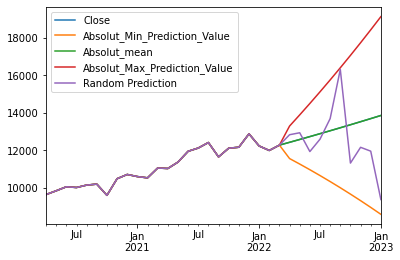 Close
Absolut_Min_Prediction_Value
Absolut_mean
Absolut_Max_Prediction_Value
Random Prediction
18000
16000
14000
12000
10000
Jul
Jan
2021
Jul
Jan
2022
Jul
Jan
2023